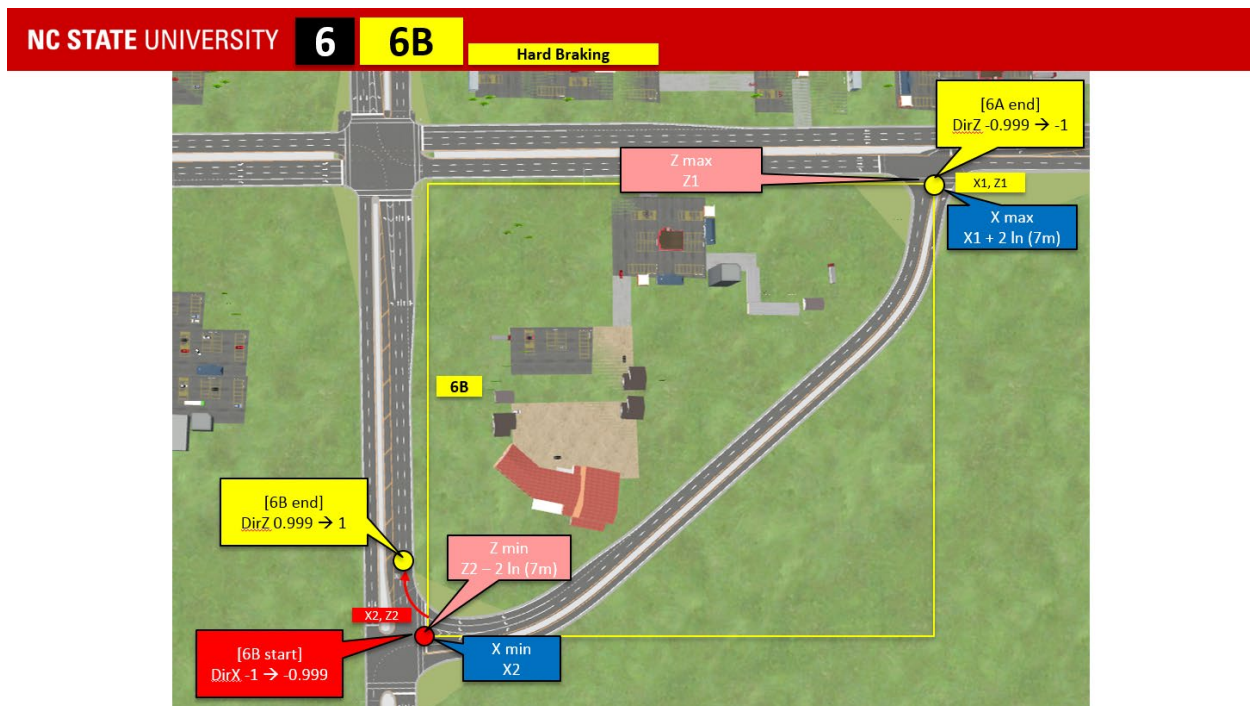 NC STATE UNIVERSITY
6
6B
Hard Braking
[6A end]
DirZ -0.999 → -1
Z max
Z1
X1, Z1
X max
X1 + 2 ln (7m)
6B
[6B end]
DirZ 0.999 → 1
Z min
Z2 – 2 ln (7m)
X2, Z2
[6B start]
DirX -1 → -0.999
X min
X2